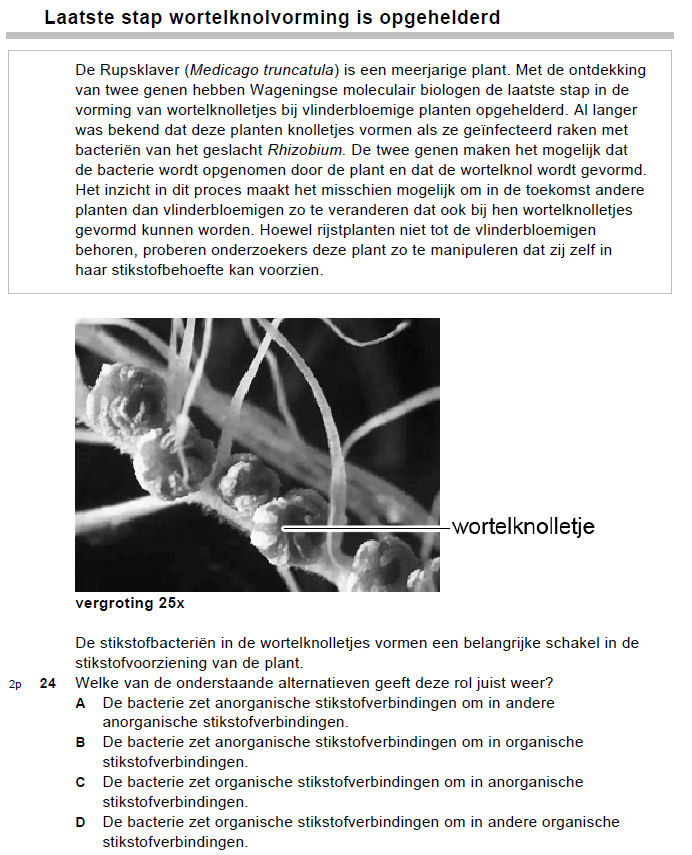 Laatste stap wortelknolvorming is opgehelderd
De Rupsklaver (Medicago truncatula) is een meerjarige plant. Met de ontdekking
van twee genen hebben Wageningse moleculair biologen de laatste stap in de
vorming van wortelknolletjes bij vlinderbloemige planten opgehelderd. Al langer
was bekend dat deze planten knolletjes vormen als ze geïnfecteerd raken met
bacteriën van het geslacht Rhizobium. De twee genen maken het mogelijk dat
de bacterie wordt opgenomen door de plant en dat de wortelknol wordt gevormd.
Het inzicht in dit proces maakt het misschien mogelijk om in de toekomst andere
planten dan vlinderbloemigen zo te veranderen dat ook bij hen wortelknolletjes
gevormd kunnen worden. Hoewel rijstplanten niet tot de vlinderbloemigen
behoren, proberen onderzoekers deze plant zo te manipuleren dat zij zelf in
haar stikstofbehoefte kan voorzien.
wortelknolletje
vergroting 25x
De stikstofbacteriën in de wortelknolletjes vormen een belangrijke schakel in de
stikstofvoorziening van de plant.
2p 24 Welke van de onderstaande alternatieven geeft deze rol juist weer?
A De bacterie zet anorganische stikstofverbindingen om in andere
anorganische stikstofverbindingen.
B De bacterie zet anorganische stikstofverbindingen om in organische
stikstofverbindingen.
C De bacterie zet organische stikstofverbindingen om in anorganische
stikstofverbindingen.
D De bacterie zet organische stikstofverbindingen om in andere organische
stikstofverbindingen.